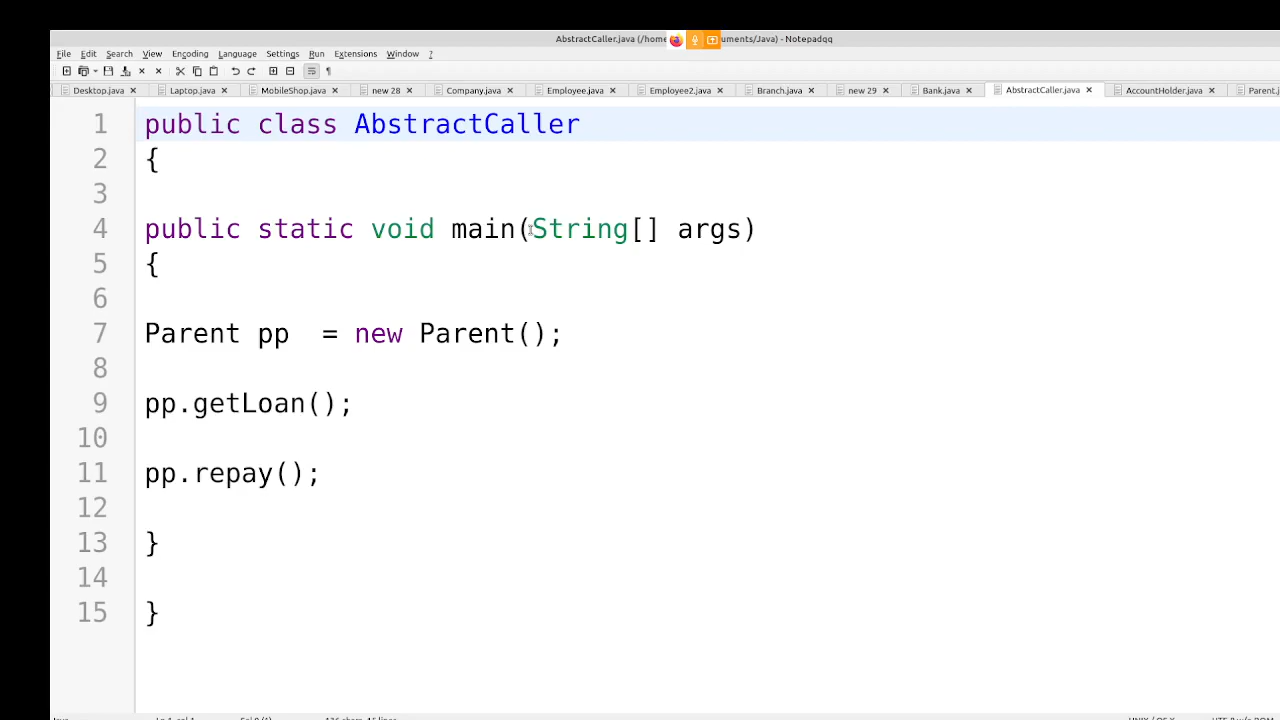 AbstractCaller.java (/home uments/Java) - Notepadqq
File Edit Search View Encoding Language Settings Run Extensions Window ?
Desktop.java Laptop.java MobileShop.java new 28 Company.java Employee.java Employee2.java Branch.java new 29 Bank.java AbstractCaller.java AccountHolder.java Parent.j
1 public class AbstractCaller
2 {
3
4 public static void main(String[] args)
5 {
6
7 Parent pp  = new Parent();
8
9 pp.getLoan();
10
11 pp.repay();
12
13 }
14
15 }